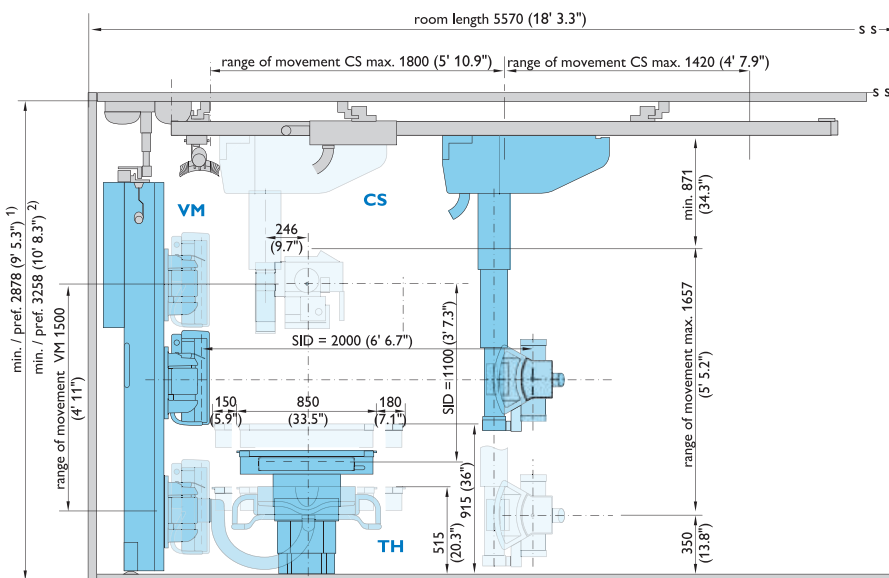 room length 5570 (18' 3.3")
s s
range of movement CS max. 1800 (5' 10.9")
range of movement CS max. 1420 (4' 7.9")
s s
min. / pref. 2878 (9' 5.3") 1)
min. / pref. 3258 (10' 8.3") 2)
VM
CS
min. 871
(34.3")
246
(9.7")
range of movement VM 1500
(4' 11")
SID = 2000 (6' 6.7")
SID = 1100 (3' 7.3")
range of movement max. 1657
(5' 5.2")
150
(5.9")
850
(33.5")
180
(7.1")
915 (36")
515
(20.3")
TH
350
(13.8")